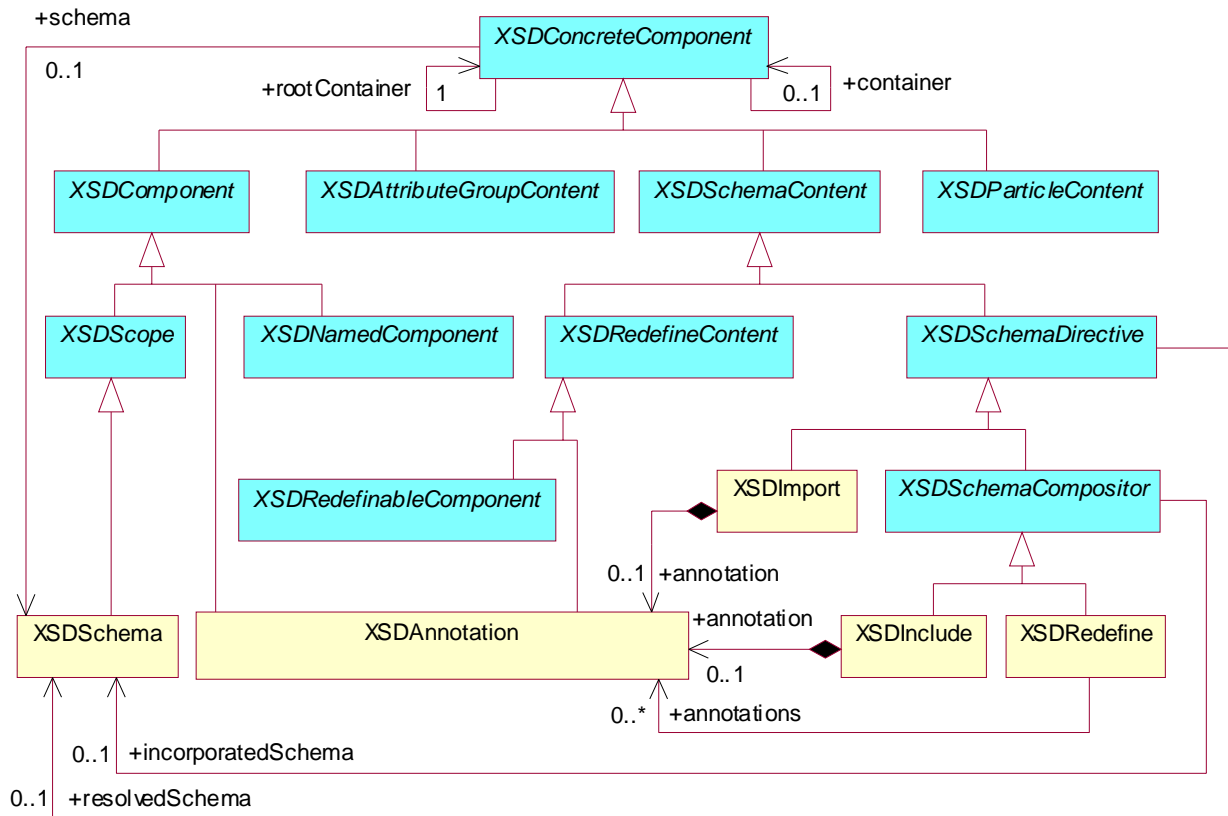 +schema
XSDConcreteComponent
0..1
+rootContainer
1
0..1
+container
XSDComponent
XSDAttributeGroupContent
XSDSchemaContent
XSDParticleContent
XSDScope
XSDNamedComponent
XSDRedefineContent
XSDSchemaDirective
XSDRedefinableComponent
XSDImport
XSDSchemaCompositor
0..1
+annotation
XSDSchema
XSDAnnotation
+annotation
0..1
XSDInclude
XSDRedefine
0..*
+annotations
0..1
+incorporatedSchema
0..1
+resolvedSchema